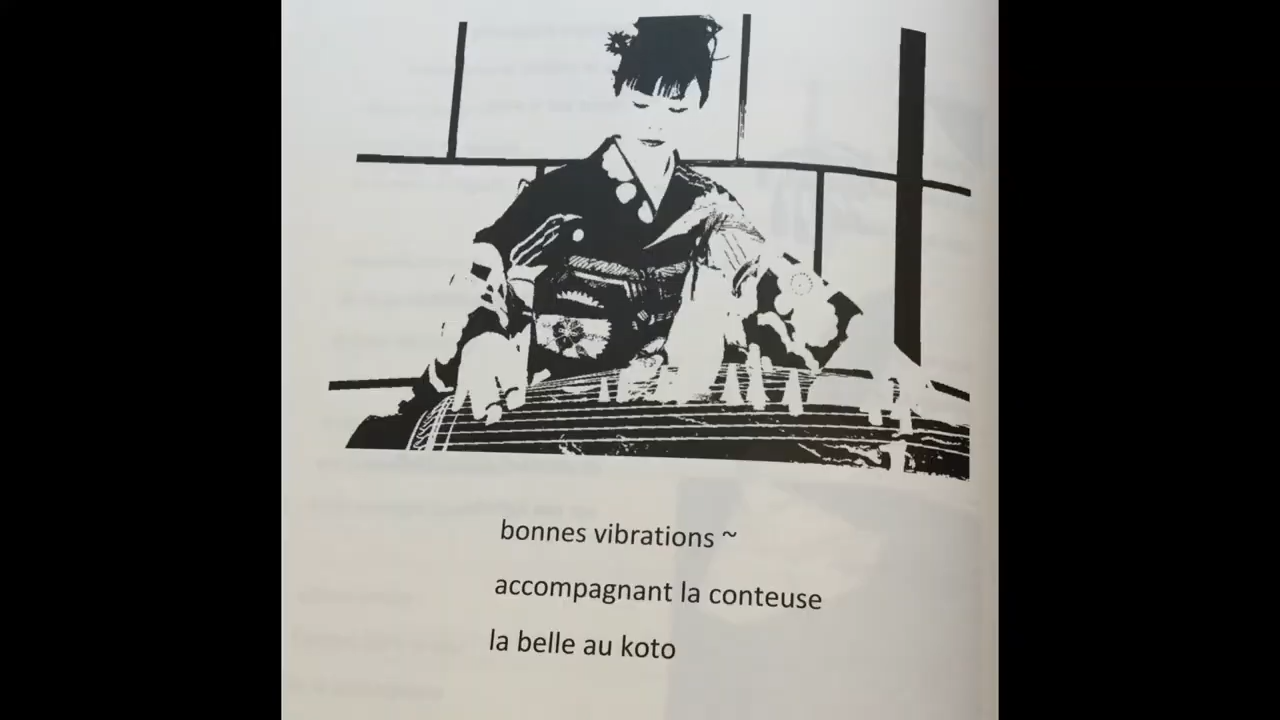 bonnes vibrations ~
accompagnant la conteuse
la belle au koto